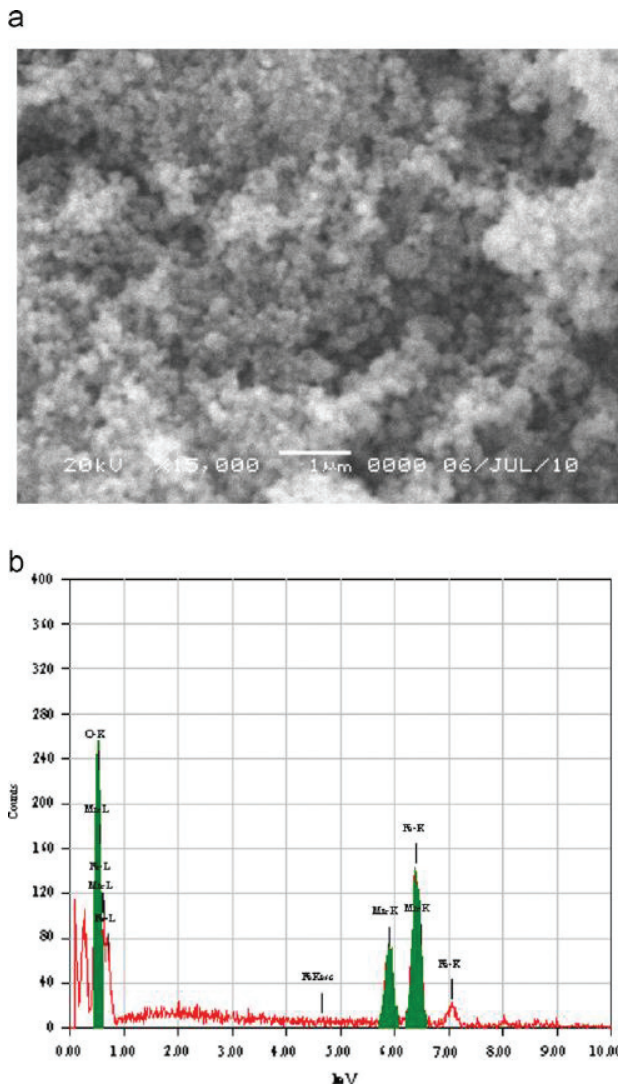 a
20kV ×15,000 1μm 0000 06/JUL/10
b
400
360
320
280
240
200
160
120
80
40
0
Counts
O-K
Mn-L
Fe-L
Mn-L
Fe-L
FeKesc
Mn-K
Fe-K
Mn-K
Fe-K
0.00 1.00 2.00 3.00 4.00 5.00 6.00 7.00 8.00 9.00 10.00
keV